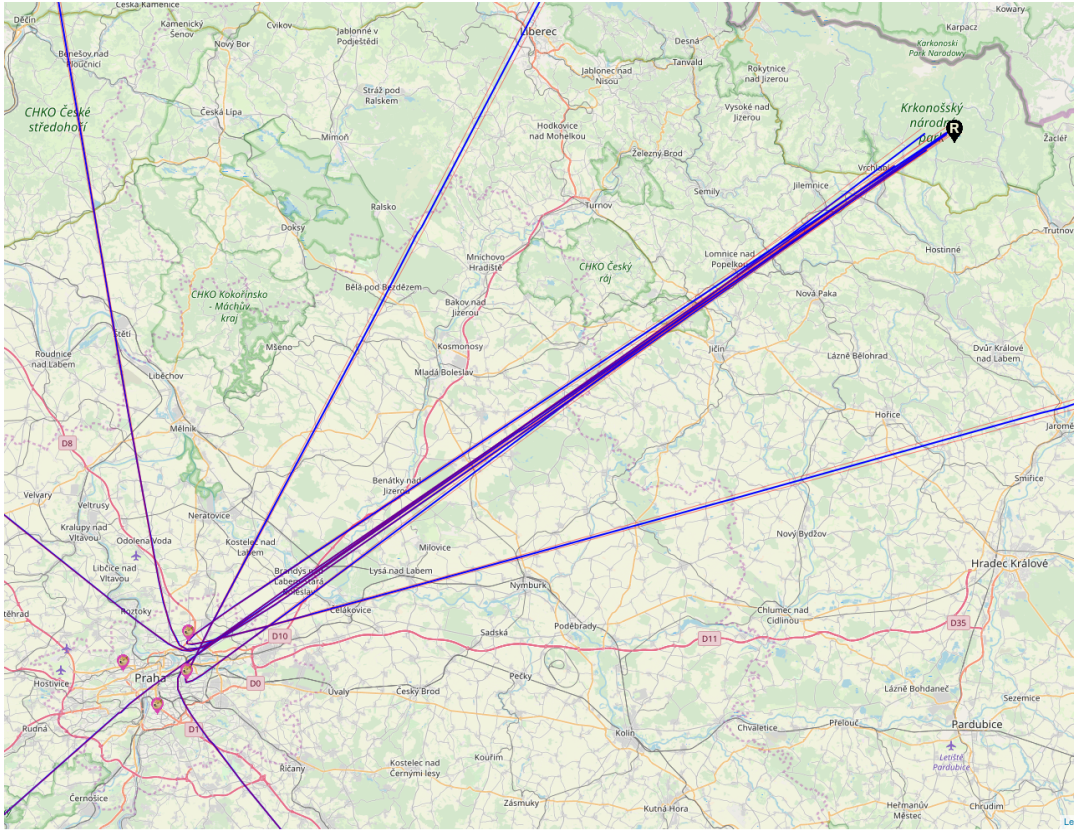 Česká Kamenice
Děčín
Kamenický
Šenov
Cvikov
Nový Bor
Jablonné v
Podještědí
Liberec
Desná
Tanvald
Kowary
Karpacz
Karkonoski
Park Narodowy
Benešov nad
Ploučnicí
Rokytnice
nad Jizerou
Jablonec nad
Nisou
Stráž pod
Ralskem
Česká Lípa
CHKO České
středohoří
Vysoké nad
Jizerou
Krkonošský
národní
park
R
Hodkovice
nad Mohelkou
Mimoň
Žacléř
Železný Brod
Vrchlabí
Jilemnice
Semily
Ralsko
Turnov
Doksy
Trutnov
Hostinné
Mnichovo
Hradiště
Lomnice nad
Popelkou
CHKO Český
ráj
Bělá pod Bezdězem
Nová Paka
CHKO Kokořínsko
- Máchův
kraj
Bakov nad
Jizerou
Štětí
Mšeno
Kosmonosy
Jičín
Roudnice
nad Labem
Lázně Bělohrad
Dvůr Králové
nad Labem
Liběchov
Mladá Boleslav
Hořice
Mělník
Jaroměř
D8
Smiřice
Benátky nad
Jizerou
Velvary
Veltrusy
Neratovice
Kralupy nad
Vltavou
Odolena Voda
Kostelec nad
Labem
Milovice
Nový Bydžov
Libčice nad
Vltavou
Hradec Králové
Brandýs nad
Labem-Stará
Boleslav
Lysá nad Labem
Nymburk
Roztoky
Čelákovice
Chlumec nad
Cidlinou
D35
Poděbrady
Sadská
D10
D11
Praha
Hostivice
Pečky
D0
Úvaly
Český Brod
Lázně Bohdaneč
Sezemice
Chvaletice
Přelouč
Pardubice
Rudná
D1
Kolín
Letiště
Pardubice
Kouřim
Říčany
Kostelec nad
Černými lesy
Černošice
Zásmuky
Kutná Hora
Heřmanův
Městec
Chrudim
Le